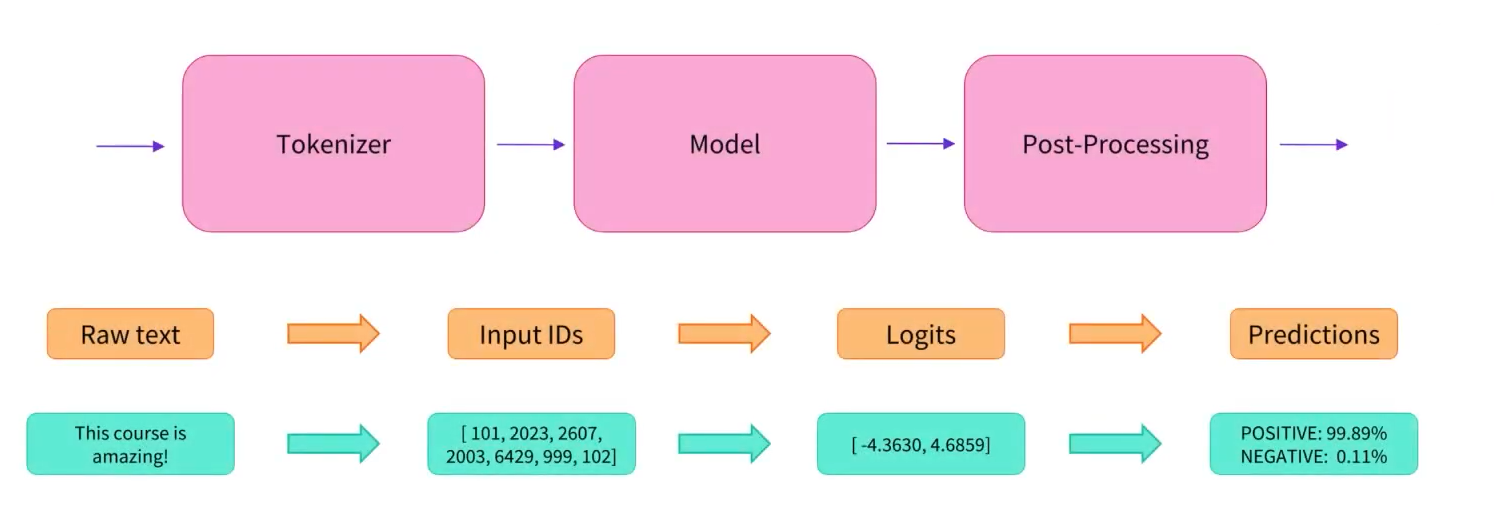 Tokenizer
Model
Post-Processing
Raw text
Input IDs
Logits
Predictions
This course is
amazing!
[ 101, 2023, 2607,
2003, 6429, 999, 102]
[ -4.3630, 4.6859]
POSITIVE: 99.89%
NEGATIVE: 0.11%